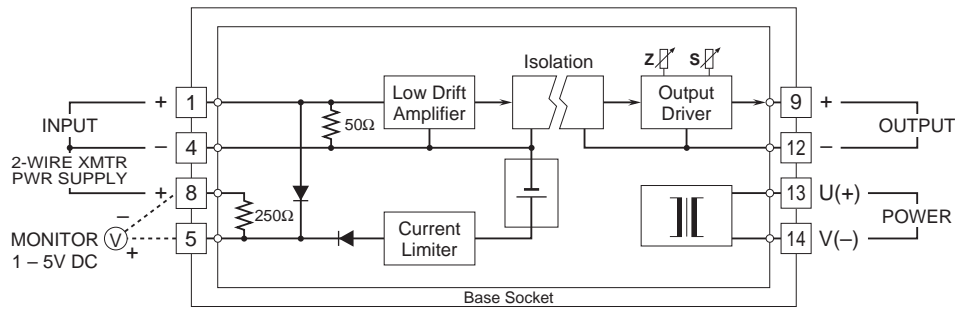 Isolation
Z
S
+
1
Low Drift
Amplifier
Output
Driver
9
+
INPUT
50Ω
OUTPUT
−
4
12
−
2-WIRE XMTR
PWR SUPPLY
+
8
13
U(+)
−
250Ω
POWER
MONITOR
V
1 – 5V DC
+
5
Current
Limiter
14
V(−)
Base Socket